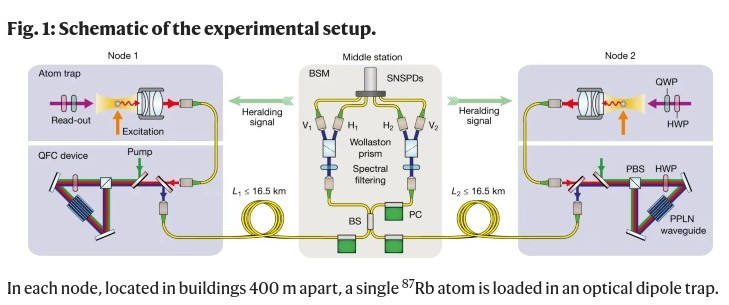 Fig. 1: Schematic of the experimental setup.
Node 1
Middle station
Node 2
Atom trap
BSM
SNSPDs
QWP
Read-out
Excitation
Heralding
signal
V₁
H₁
H₂
V₂
Heralding
signal
HWP
Wollaston
prism
QFC device
Pump
Spectral
filtering
PBS
HWP
L₁ ≤ 16.5 km
L₂ ≤ 16.5 km
BS
PC
PPLN
waveguide
In each node, located in buildings 400 m apart, a single ⁸⁷Rb atom is loaded in an optical dipole trap.